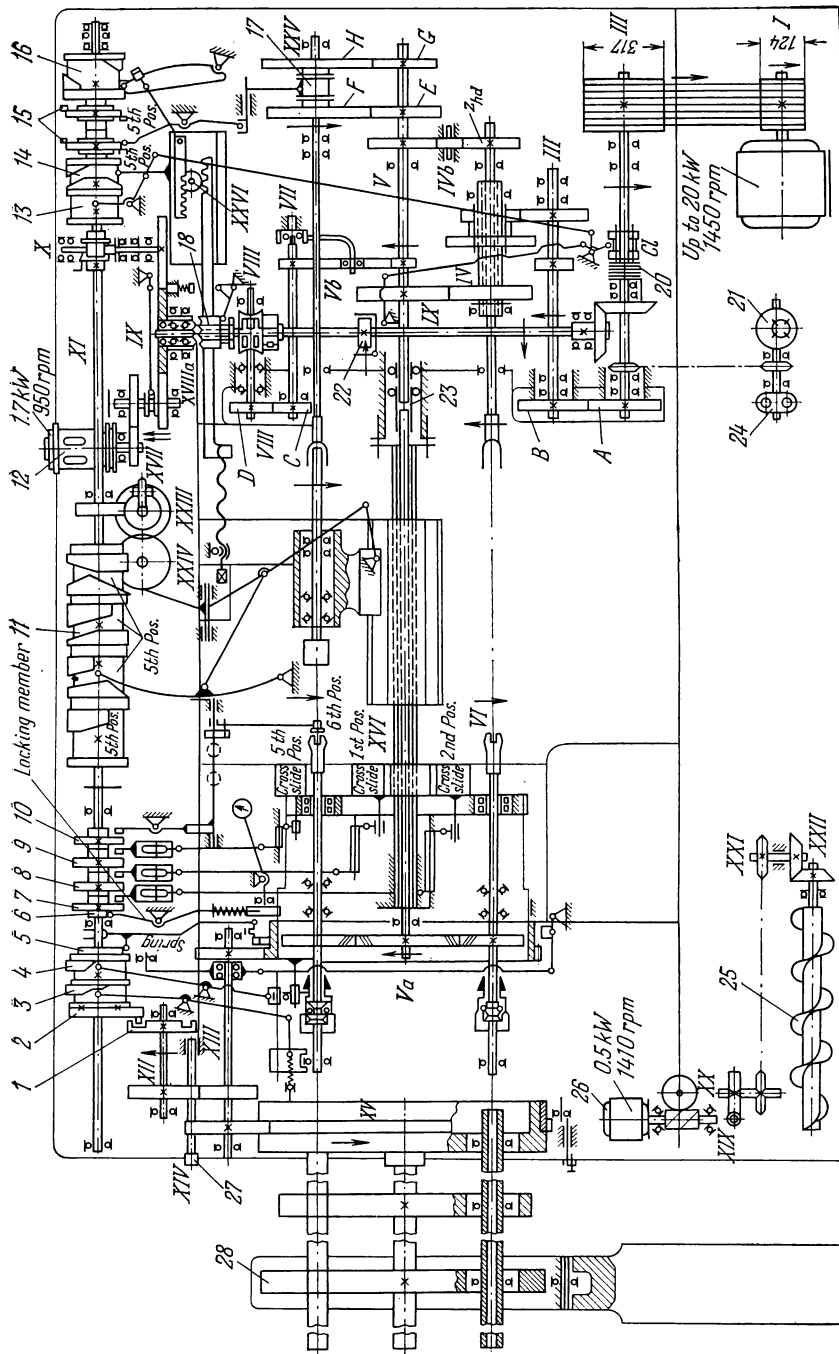 1
2
3
4
5
6
7
8
9
10
Locking member 11
12
1.7 kW
950 rpm
13
14
15
16
X
XI
5th Pos.
5th Pos.
5th Pos.
5th Pos.
XXIV
XXIII
XVII
XVIIIa
IX
XXVI
18
17
XXV
Spring
XII
XIII
XIV
27
VIII
VIII
VII
D
C
Vb
22
IX
H
G
F
E
V
Z hd
IVb
IV
III
6th Pos.
5th Pos.
Cross slide
1st Pos.
Cross slide
XVI
2nd Pos.
Cross slide
VI
Va
23
XV
28
B
A
Cl
20
III
317
I
124
Up to 20 kW
1450 rpm
21
24
26
0.5 kW
1410 rpm
XIX
XX
XXI
XXII
25